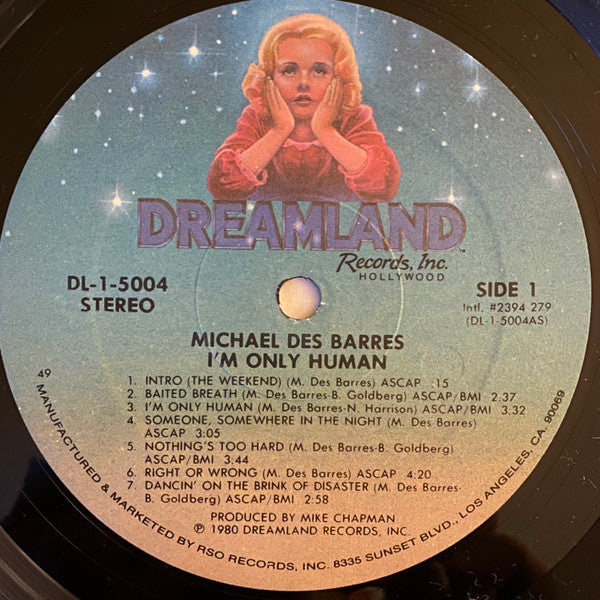 DREAMLAND™
Records, Inc.
HOLLYWOOD
DL-1-5004
STEREO
SIDE 1
Intl. #2394 279
(DL-1-5004AS)
MICHAEL DES BARRES
I'M ONLY HUMAN
1. INTRO (THE WEEKEND) (M. Des Barres) ASCAP :15
2. BAITED BREATH (M. Des Barres-B. Goldberg) ASCAP/BMI 2:37
3. I'M ONLY HUMAN (M. Des Barres-N. Harrison) ASCAP/BMI 3:32
4. SOMEONE, SOMEWHERE IN THE NIGHT (M. Des Barres)
ASCAP 3:05
5. NOTHING'S TOO HARD (M. Des Barres-B. Goldberg)
ASCAP/BMI 3:44
6. RIGHT OR WRONG (M. Des Barres) ASCAP 4:20
7. DANCIN' ON THE BRINK OF DISASTER (M. Des Barres-
B. Goldberg) ASCAP/BMI 2:58
PRODUCED BY MIKE CHAPMAN
℗ 1980 DREAMLAND RECORDS, INC.
49
MANUFACTURED & MARKETED BY RSO RECORDS, INC. 8335 SUNSET BLVD., LOS ANGELES, CA. 90069